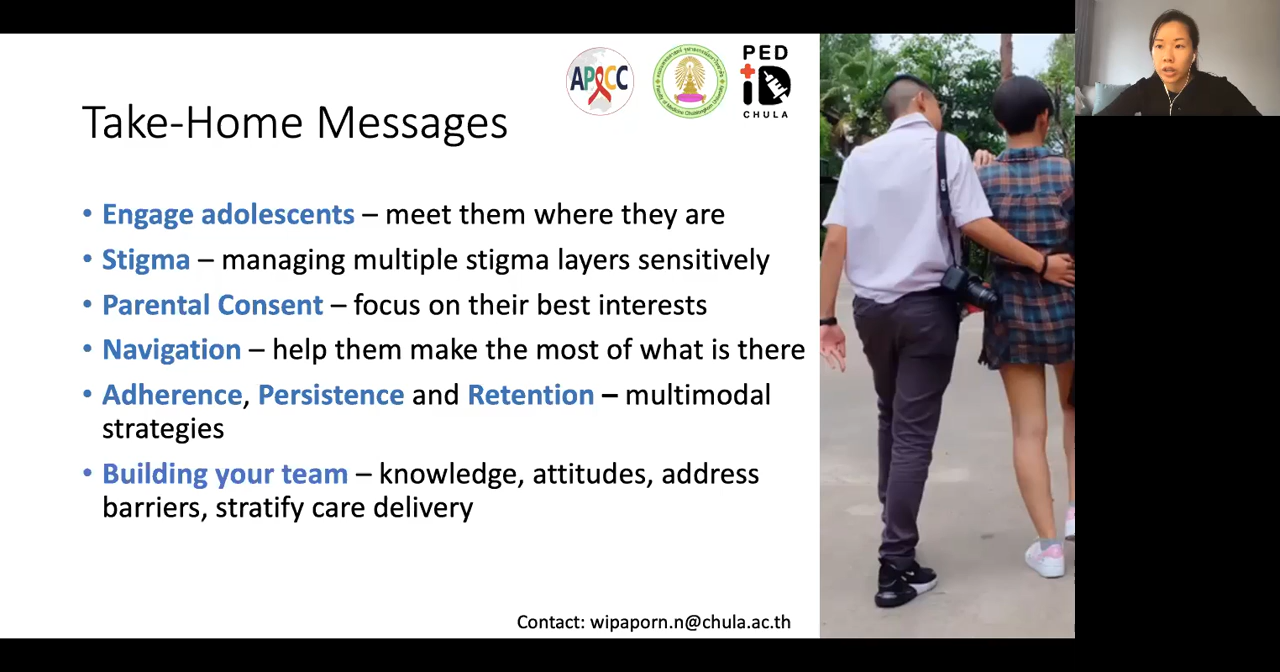 APACC
PED
ID
CHULA
Take-Home Messages
• Engage adolescents – meet them where they are
• Stigma – managing multiple stigma layers sensitively
• Parental Consent – focus on their best interests
• Navigation – help them make the most of what is there
• Adherence, Persistence and Retention – multimodal
strategies
• Building your team – knowledge, attitudes, address
barriers, stratify care delivery
Contact: wipaporn.n@chula.ac.th